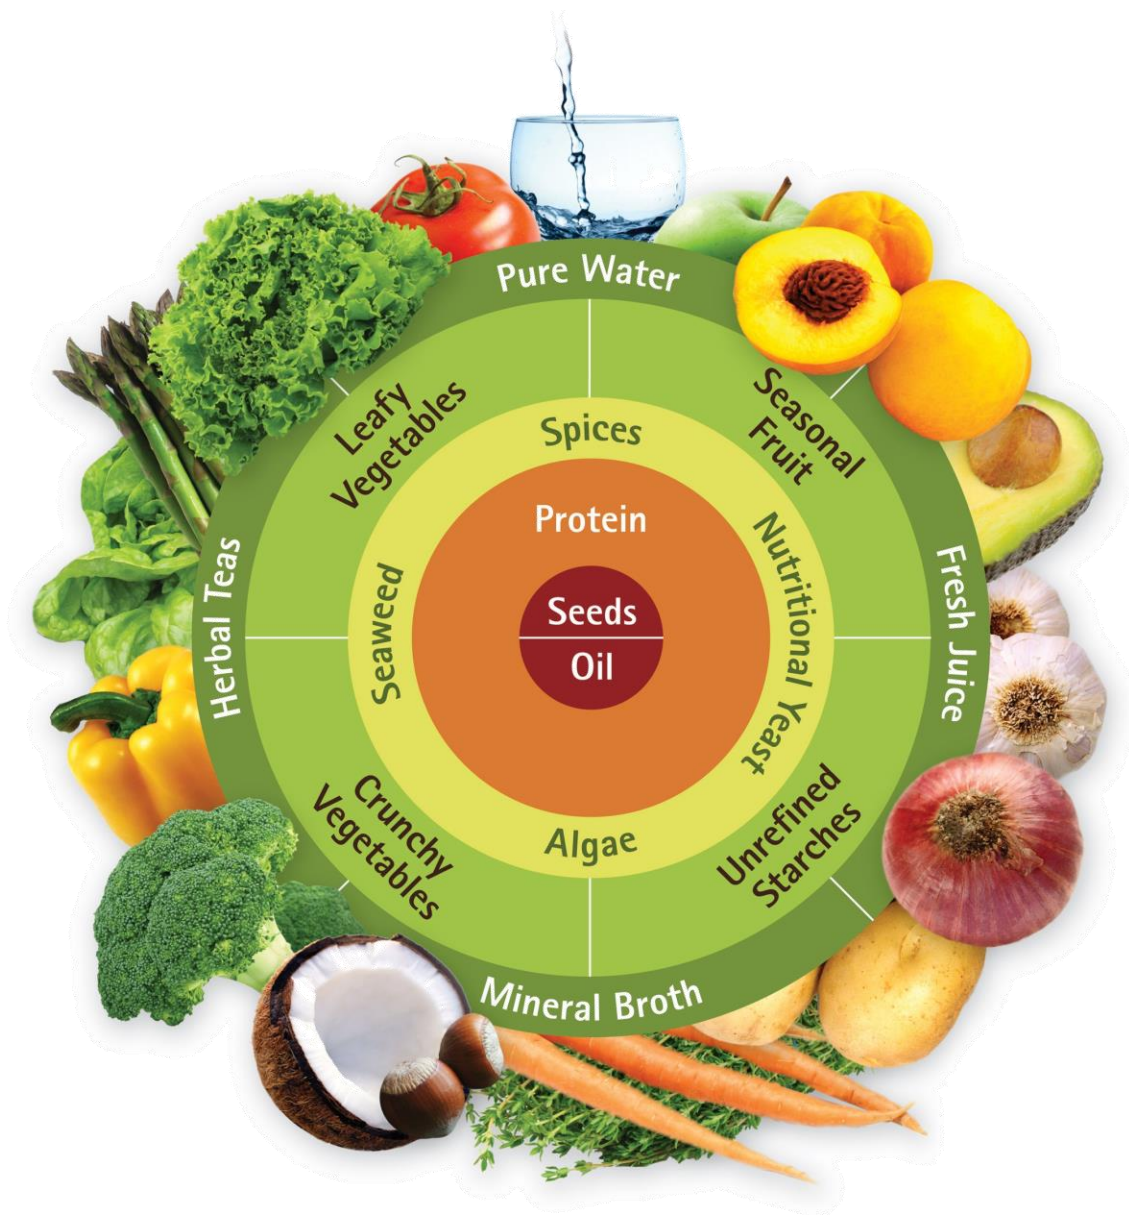 Pure Water
Leafy
Vegetables
Seasonal
Fruit
Spices
Protein
Seeds
Oil
Herbal Teas
Seaweed
Nutritional Yeast
Fresh Juice
Crunchy
Vegetables
Algae
Unrefined
Starches
Mineral Broth